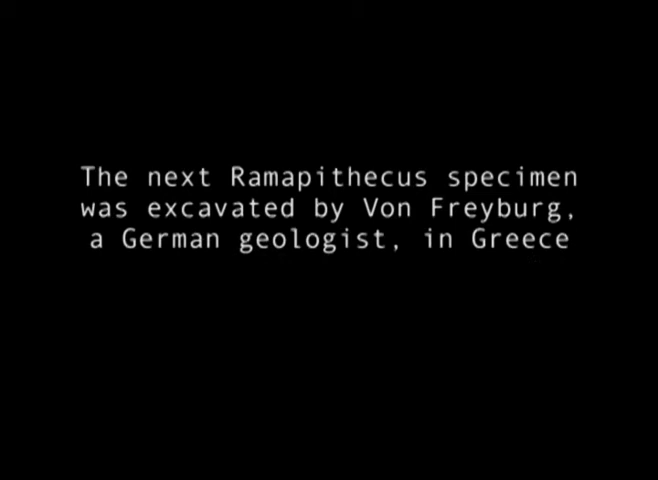 The next Ramapithecus specimen
was excavated by Von Freyburg,
a German geologist, in Greece